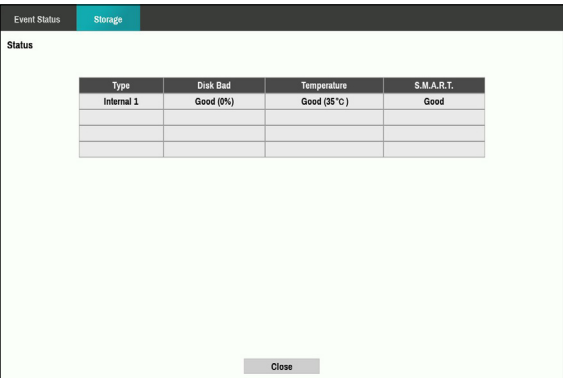 Event Status Storage
Status
Type Disk Bad Temperature S.M.A.R.T.
Internal 1 Good (0%) Good (35°C) Good
Close